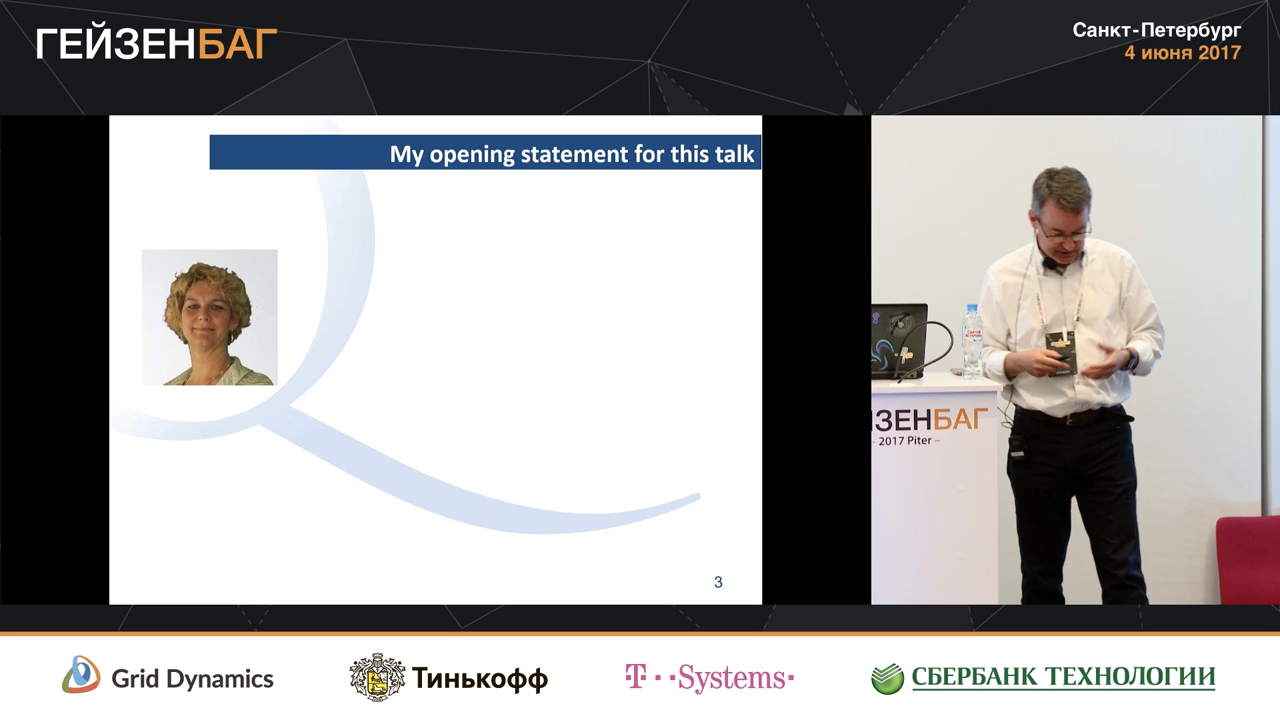 ГЕЙЗЕНБАГ
Санкт-Петербург
4 июня 2017
My opening statement for this talk
3
ЗЕНБАГ
– 2017 Piter –
Grid Dynamics
Тинькофф
T··Systems·
СБЕРБАНК ТЕХНОЛОГИИ